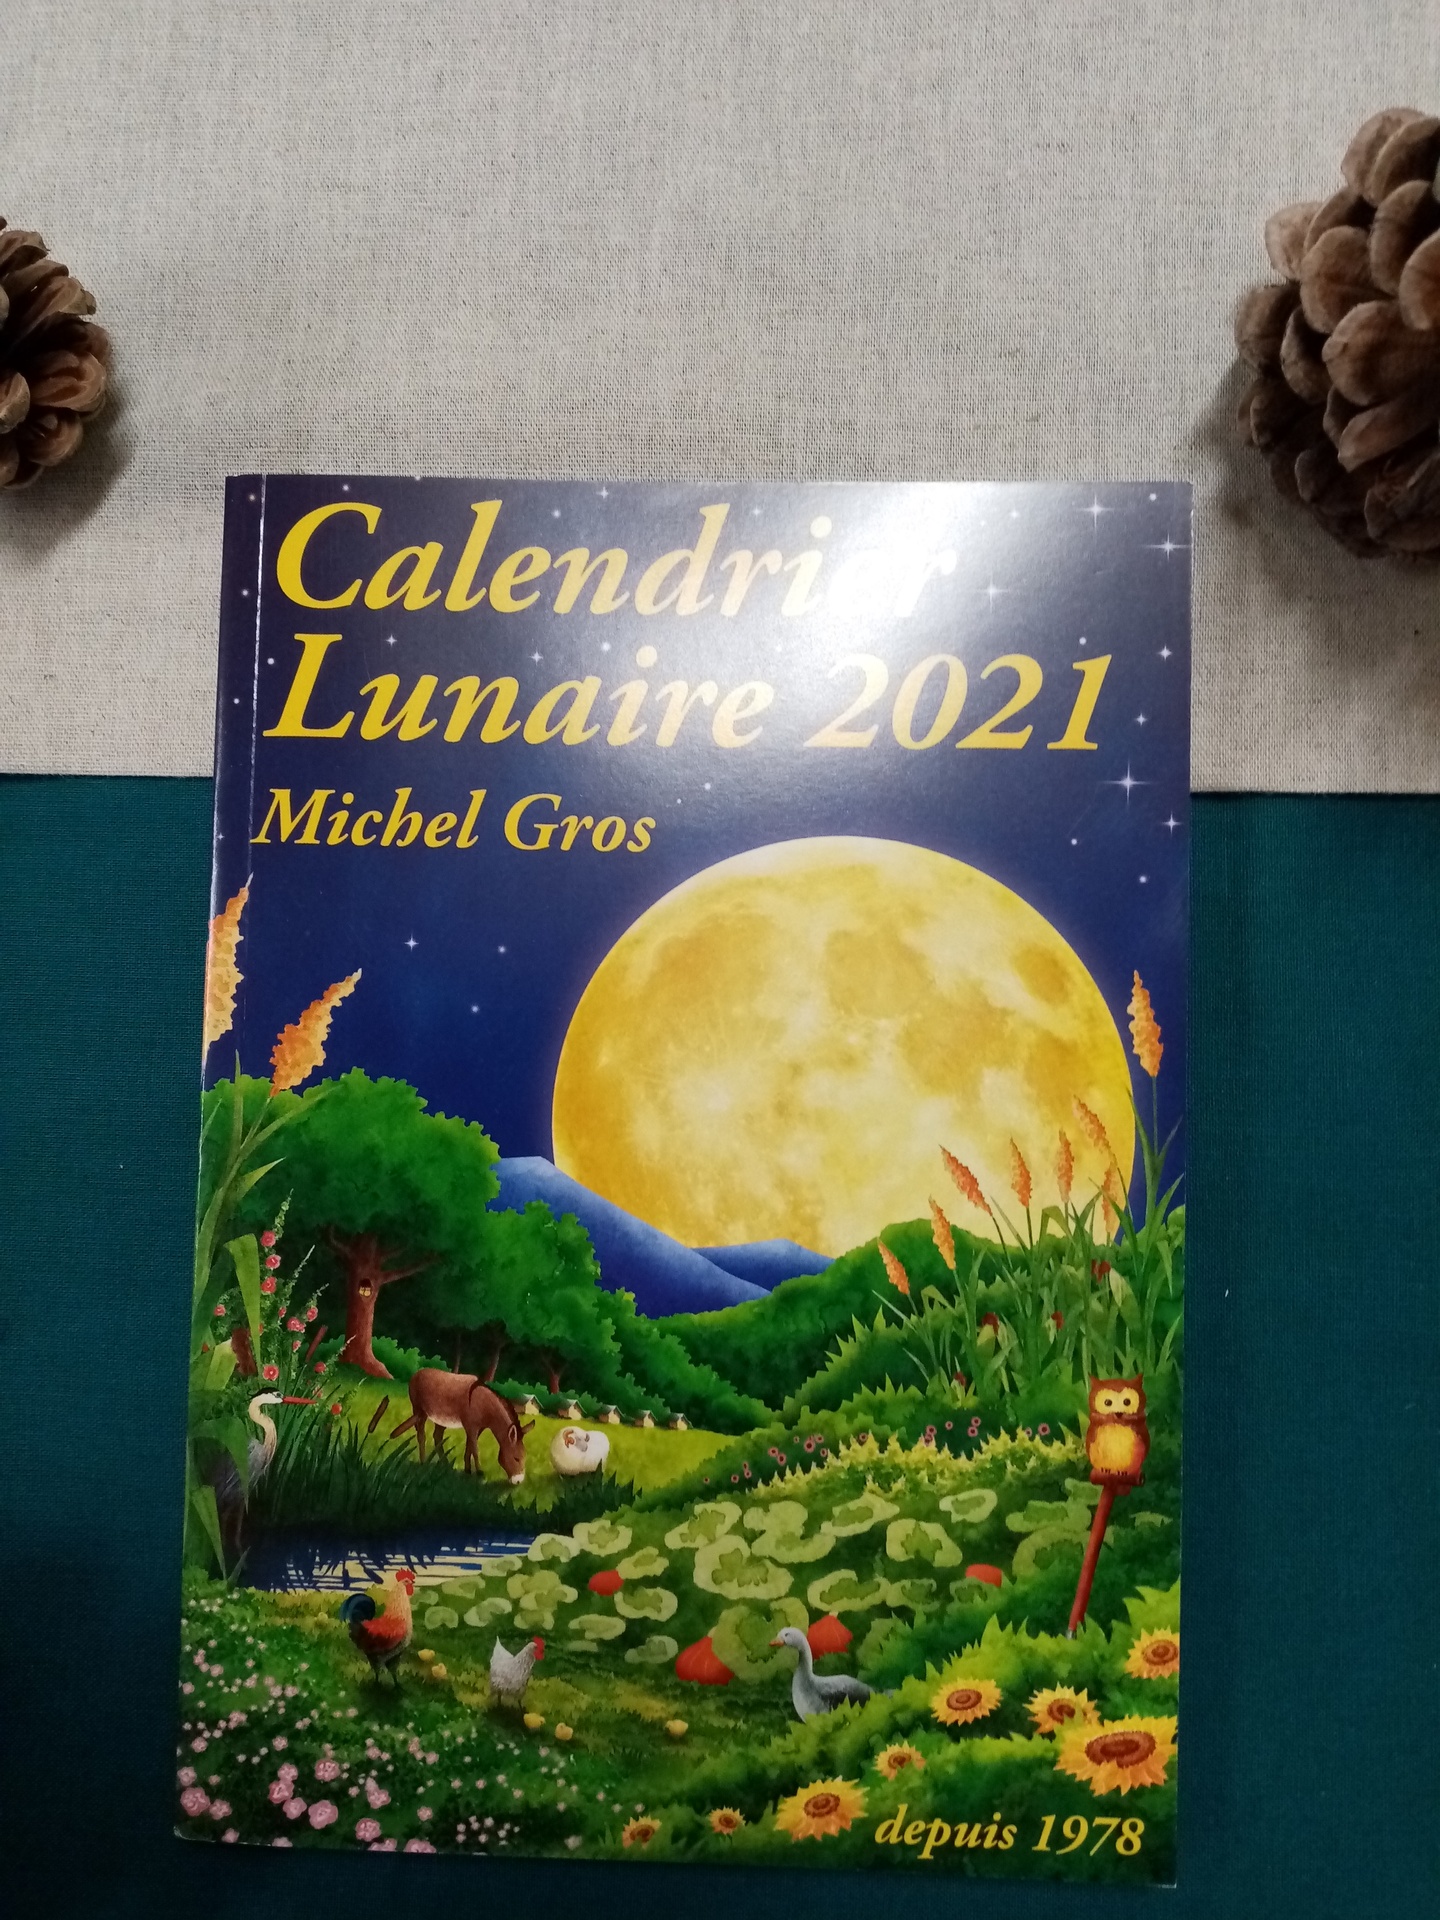 Calendrier
Lunaire 2021
Michel Gros
depuis 1978